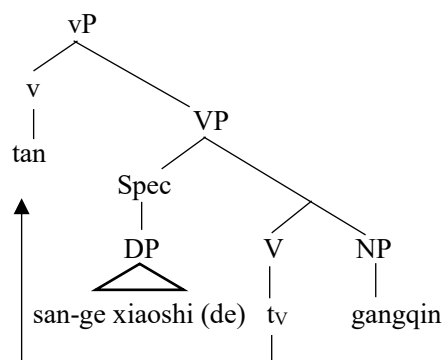 vP
v
VP
tan
Spec
DP
V
NP
san-ge xiaoshi (de)
tV
gangqin